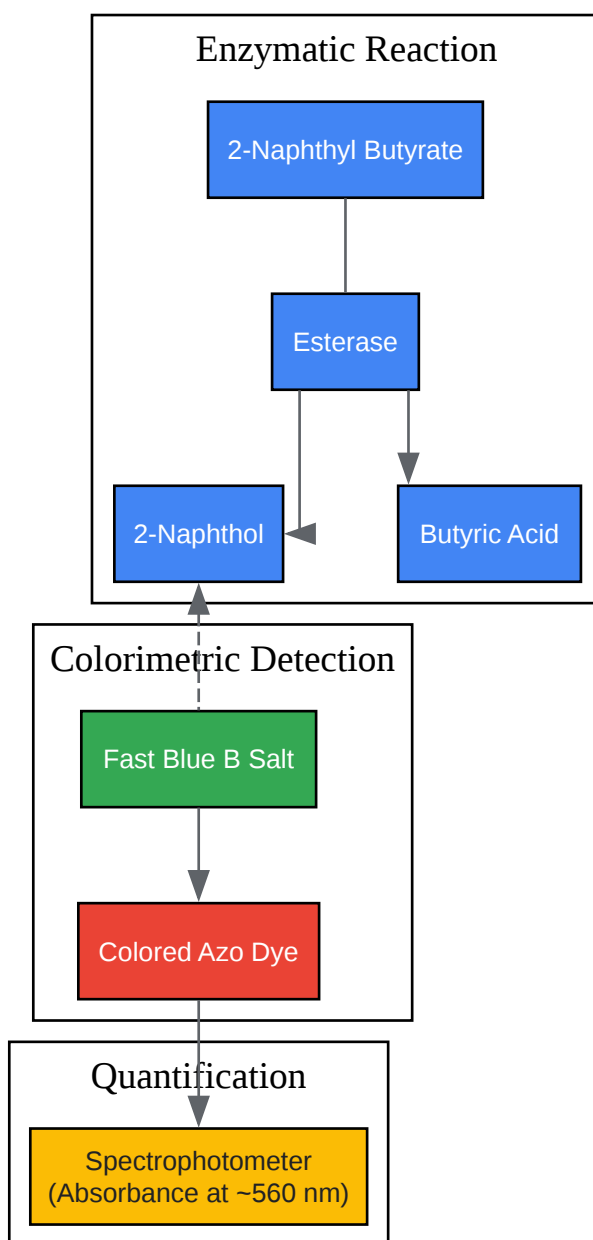 Enzymatic Reaction
2-Naphthyl Butyrate
Esterase
2-Naphthol
Butyric Acid
Colorimetric Detection
Fast Blue B Salt
Colored Azo Dye
Quantification
Spectrophotometer
(Absorbance at ~560 nm)